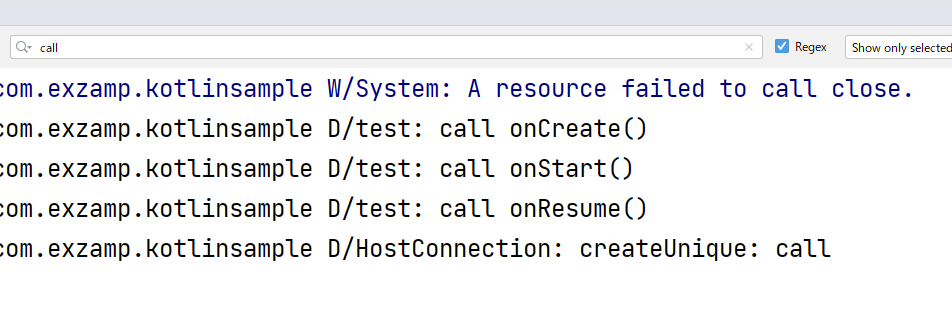 call
Regex
Show only selected
com.exzamp.kotlinsample W/System: A resource failed to call close.
com.exzamp.kotlinsample D/test: call onCreate()
com.exzamp.kotlinsample D/test: call onStart()
com.exzamp.kotlinsample D/test: call onResume()
com.exzamp.kotlinsample D/HostConnection: createUnique: call